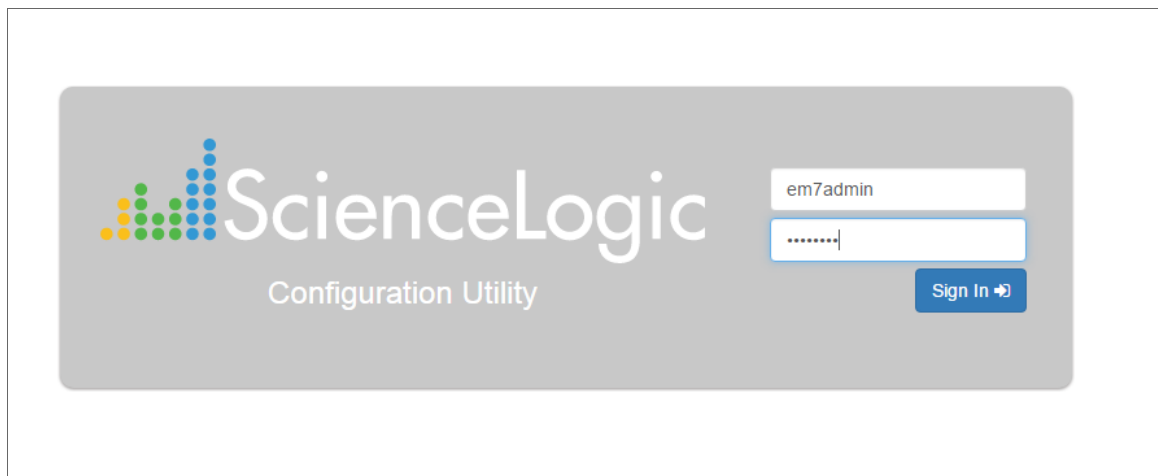 ScienceLogic
Configuration Utility
em7admin
••••••••
Sign In